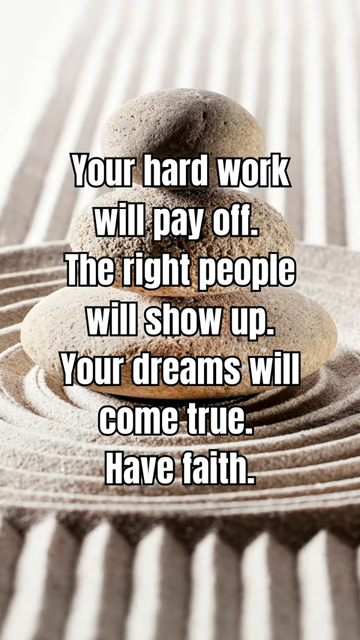 Your hard work
will pay off.
The right people
will show up.
Your dreams will
come true.
Have faith.